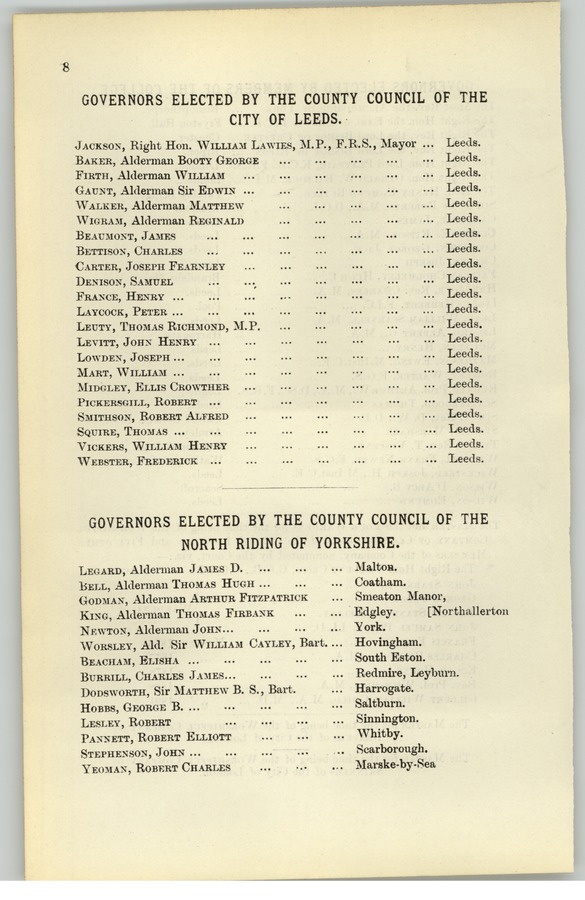 8
GOVERNORS ELECTED BY THE COUNTY COUNCIL OF THE
CITY OF LEEDS.
JACKSON, Right Hon. WILLIAM LAWIES, M.P., F.R.S., Mayor ... Leeds.
BAKER, Alderman BOOTY GEORGE ... ... ... ... ... Leeds.
FIRTH, Alderman WILLIAM ... ... ... ... ... ... Leeds.
GAUNT, Alderman Sir EDWIN ... ... ... ... ... ... Leeds.
WALKER, Alderman MATTHEW ... ... ... ... ... Leeds.
WIGRAM, Alderman REGINALD ... ... ... ... ... Leeds.
BEAUMONT, JAMES ... ... ... ... ... ... ... Leeds.
BETTISON, CHARLES ... ... ... ... ... ... ... Leeds.
CARTER, JOSEPH FEARNLEY ... ... ... ... ... ... Leeds.
DENISON, SAMUEL ... ... ... ... ... ... ... Leeds.
FRANCE, HENRY ... ... ... ... ... ... ... ... Leeds.
LAYCOCK, PETER ... ... ... ... ... ... ... ... Leeds.
LEUTY, THOMAS RICHMOND, M.P. ... ... ... ... ... Leeds.
LEVITT, JOHN HENRY ... ... ... ... ... ... ... Leeds.
LOWDEN, JOSEPH ... ... ... ... ... ... ... ... Leeds.
MART, WILLIAM ... ... ... ... ... ... ... ... Leeds.
MIDGLEY, ELLIS CROWTHER ... ... ... ... ... ... Leeds.
PICKERSGILL, ROBERT ... ... ... ... ... ... ... Leeds.
SMITHSON, ROBERT ALFRED ... ... ... ... ... ... Leeds.
SQUIRE, THOMAS ... ... ... ... ... ... ... ... Leeds.
VICKERS, WILLIAM HENRY ... ... ... ... ... ... Leeds.
WEBSTER, FREDERICK ... ... ... ... ... ... ... Leeds.
GOVERNORS ELECTED BY THE COUNTY COUNCIL OF THE
NORTH RIDING OF YORKSHIRE.
LEGARD, Alderman JAMES D. ... ... ... Malton.
BELL, Alderman THOMAS HUGH ... ... ... Coatham.
GODMAN, Alderman ARTHUR FITZPATRICK ... Smeaton Manor,
KING, Alderman THOMAS FIRBANK ... ... Edgley. [Northallerton
NEWTON, Alderman JOHN... ... ... ... York.
WORSLEY, Ald. Sir WILLIAM CAYLEY, Bart. ... Hovingham.
BEACHAM, ELISHA ... ... ... ... ... South Eston.
BURRILL, CHARLES JAMES... ... ... ... Redmire, Leyburn.
DODSWORTH, Sir MATTHEW B. S., Bart. ... Harrogate.
HOBBS, GEORGE B. ... ... ... ... ... Saltburn.
LESLEY, ROBERT ... ... ... ... Sinnington.
PANNETT, ROBERT ELLIOTT ... ... ... Whitby.
STEPHENSON, JOHN ... ... ... ... ... Scarborough.
YEOMAN, ROBERT CHARLES ... ... ... Marske-by-Sea